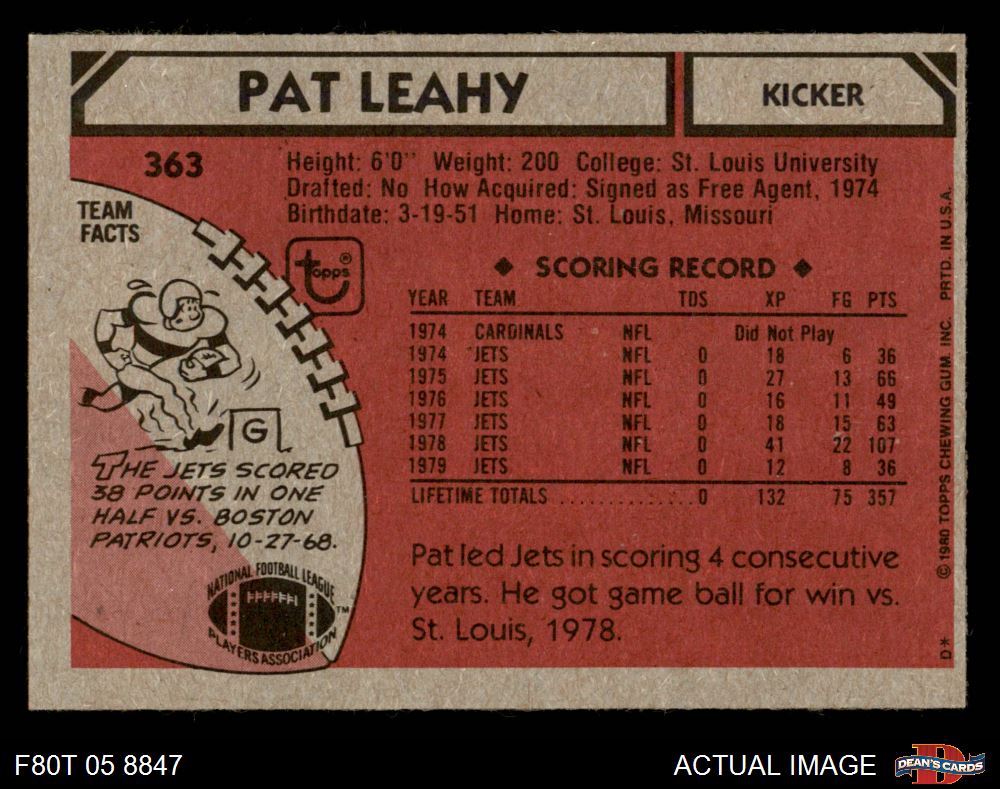 PAT LEAHY
KICKER
363
Height: 6'0" Weight: 200 College: St. Louis University
Drafted: No How Acquired: Signed as Free Agent, 1974
Birthdate: 3-19-51 Home: St. Louis, Missouri
TEAM
FACTS
topps®
◆ SCORING RECORD ◆
YEAR TEAM TDS XP FG PTS
1974 CARDINALS NFL Did Not Play
1974 JETS NFL 0 18 6 36
1975 JETS NFL 0 27 13 66
1976 JETS NFL 0 16 11 49
1977 JETS NFL 0 18 15 63
1978 JETS NFL 0 41 22 107
1979 JETS NFL 0 12 8 36
LIFETIME TOTALS .............. 0 132 75 357
G
THE JETS SCORED
38 POINTS IN ONE
HALF VS. BOSTON
PATRIOTS, 10-27-68.
NATIONAL FOOTBALL LEAGUE
PLAYERS ASSOCIATION
TM
Pat led Jets in scoring 4 consecutive
years. He got game ball for win vs.
St. Louis, 1978.
D* © 1980 TOPPS CHEWING GUM, INC. PRTD. IN U.S.A.
F80T 05 8847
ACTUAL IMAGE
D
DEAN'S CARDS